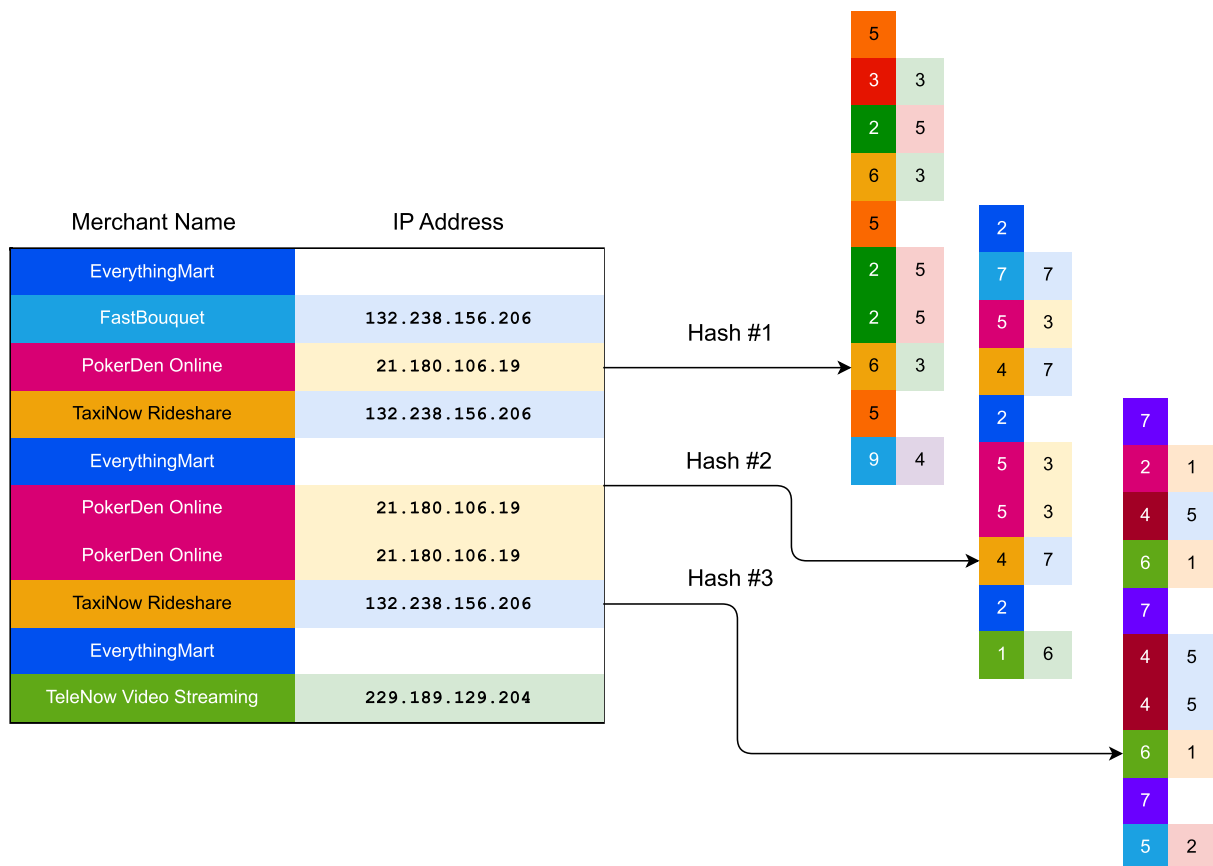 Merchant Name IP Address
EverythingMart
FastBouquet 132.238.156.206
PokerDen Online 21.180.106.19
TaxiNow Rideshare 132.238.156.206
EverythingMart
PokerDen Online 21.180.106.19
PokerDen Online 21.180.106.19
TaxiNow Rideshare 132.238.156.206
EverythingMart
TeleNow Video Streaming 229.189.129.204
Hash #1
5
3 3
2 5
6 3
5
2 5
2 5
6 3
5
9 4
Hash #2
2
7 7
5 3
4 7
2
5 3
5 3
4 7
2
1 6
Hash #3
7
2 1
4 5
6 1
7
4 5
4 5
6 1
7
5 2